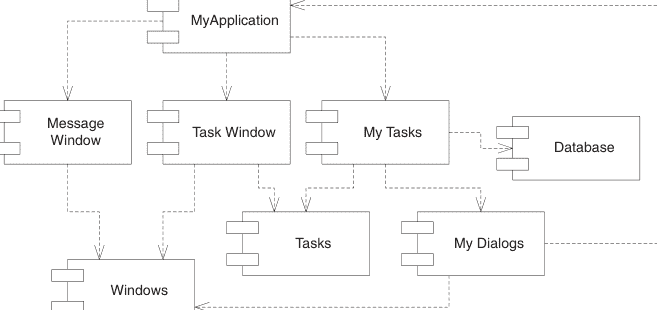 MyApplication
Message
Window
Task Window
My Tasks
Database
Tasks
My Dialogs
Windows